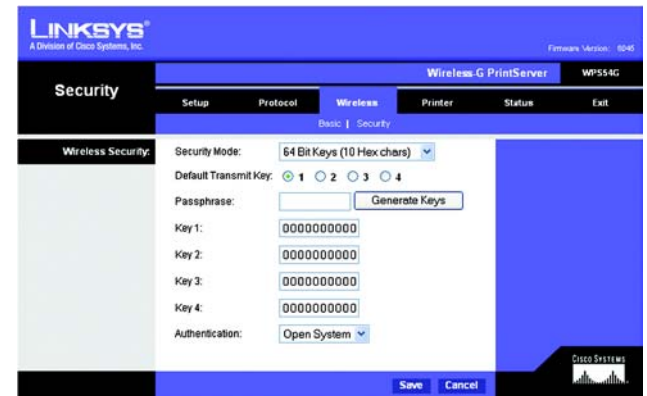 LINKSYS®
A Division of Cisco Systems, Inc.
Firmware Version: 6045
Wireless-G PrintServer WPS54G
Security
Setup Protocol Wireless Printer Status Exit
Basic | Security
Wireless Security:
Security Mode: 64 Bit Keys (10 Hex chars)
Default Transmit Key: 1 2 3 4
Passphrase: Generate Keys
Key 1: 0000000000
Key 2: 0000000000
Key 3: 0000000000
Key 4: 0000000000
Authentication: Open System
CISCO SYSTEMS
Save Cancel